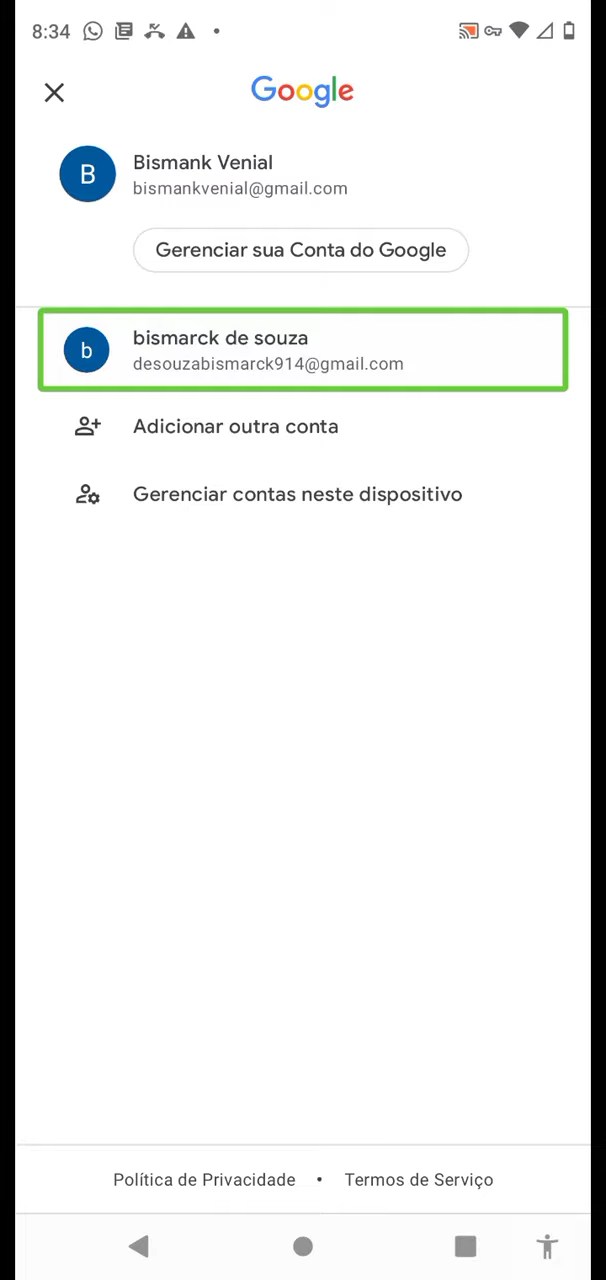 8:34
Google
B
Bismank Venial
bismankvenial@gmail.com
Gerenciar sua Conta do Google
b
bismarck de souza
desouzabismarck914@gmail.com
Adicionar outra conta
Gerenciar contas neste dispositivo
Política de Privacidade • Termos de Serviço